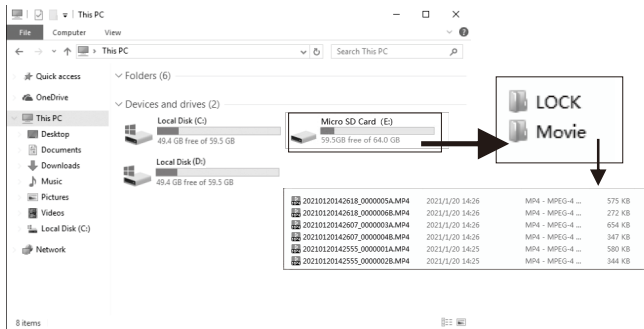 This PC
File Computer View
This PC
Search This PC
Quick access
OneDrive
This PC
Desktop
Documents
Downloads
Music
Pictures
Videos
Local Disk (C:)
Network
Folders (6)
Devices and drives (2)
Local Disk (C:)
49.4 GB free of 59.5 GB
Micro SD Card (E:)
59.5GB free of 64.0 GB
Local Disk (D:)
49.4 GB free of 59.5 GB
LOCK
Movie
20210120142618_0000005A.MP4 2021/1/20 14:26 MP4 - MPEG-4 ... 575 KB
20210120142618_0000006B.MP4 2021/1/20 14:26 MP4 - MPEG-4 ... 272 KB
20210120142607_0000003A.MP4 2021/1/20 14:26 MP4 - MPEG-4 ... 654 KB
20210120142607_0000004B.MP4 2021/1/20 14:26 MP4 - MPEG-4 ... 347 KB
20210120142555_0000001A.MP4 2021/1/20 14:25 MP4 - MPEG-4 ... 580 KB
20210120142555_0000002B.MP4 2021/1/20 14:25 MP4 - MPEG-4 ... 344 KB
8 items